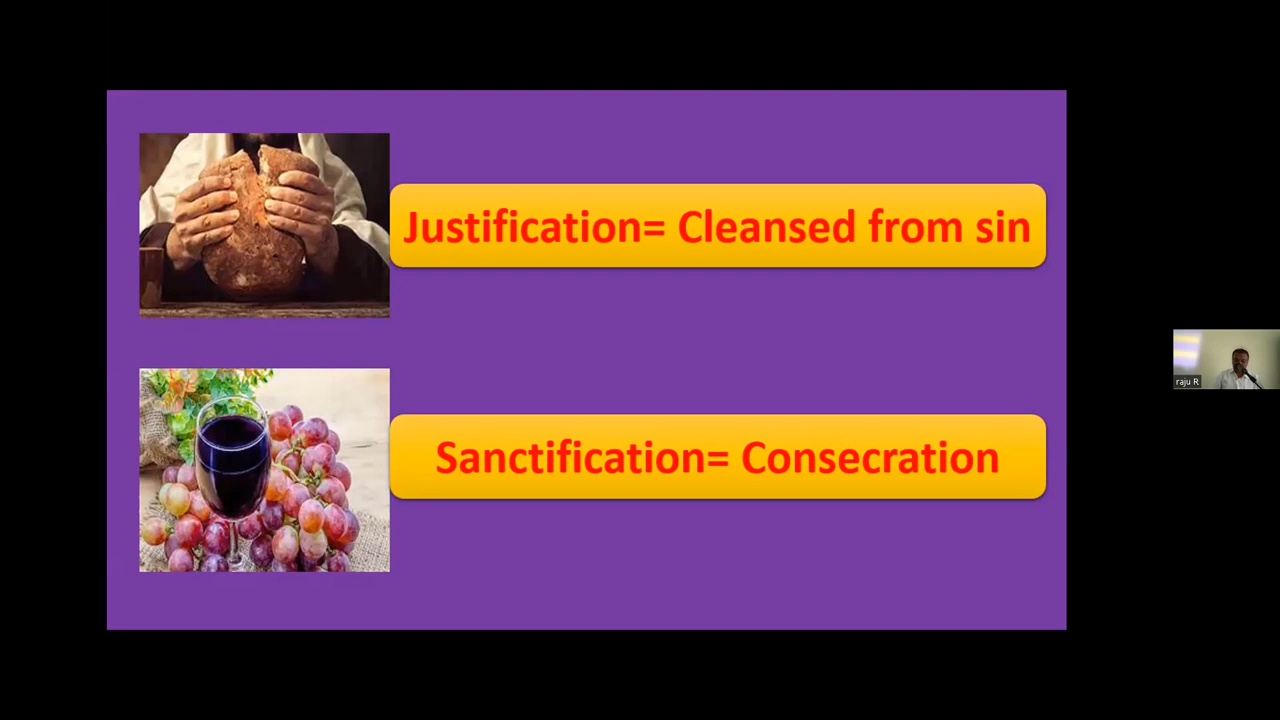 Justification= Cleansed from sin
Sanctification= Consecration
raju R